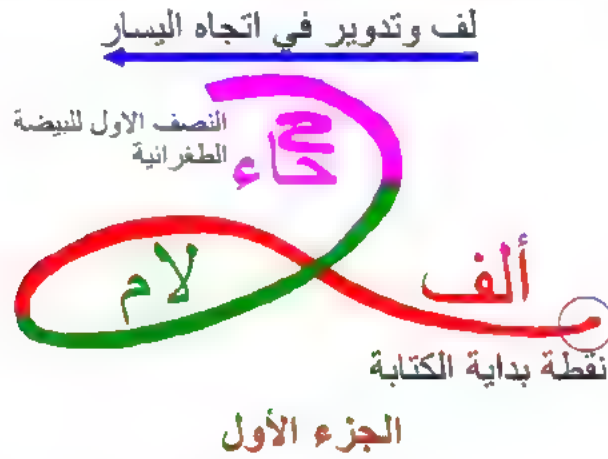 لف وتدوير في اتجاه اليسار
النصف الاول للبيضة
الطغرانية
ح
حاء
ألف
لام
نقطة بداية الكتابة
الجزء الأول